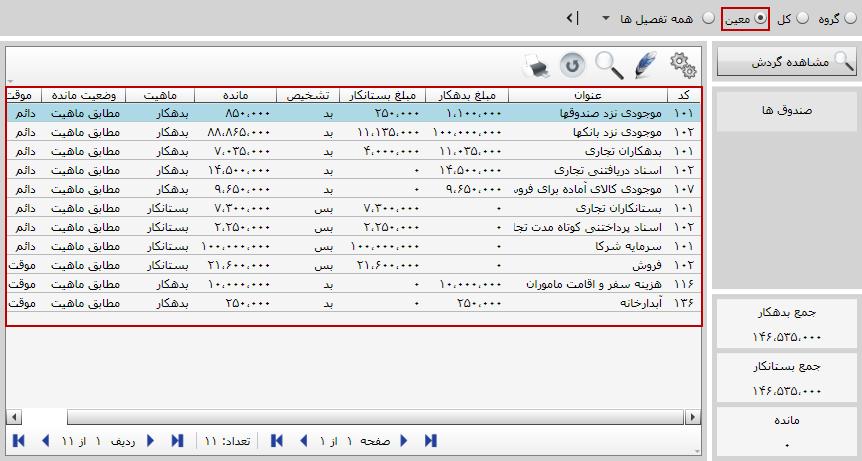 گروه کل معین همه تفصیل ها
مشاهده گردش
صندوق ها
کد عنوان مبلغ بدهکار مبلغ بستانکار تشخیص مانده ماهیت وضعیت مانده موقت
۱۰۱ موجودی نزد صندوقها ۱،۱۰۰،۰۰۰ ۲۵۰،۰۰۰ بد ۸۵۰،۰۰۰ بدهکار مطابق ماهیت دائم
۱۰۲ موجودی نزد بانکها ۱۰۰،۰۰۰،۰۰۰ ۱۱،۱۳۵،۰۰۰ بد ۸۸،۸۶۵،۰۰۰ بدهکار مطابق ماهیت دائم
۱۰۱ بدهکاران تجاری ۱۱،۰۳۵،۰۰۰ ۴،۰۰۰،۰۰۰ بد ۷،۰۳۵،۰۰۰ بدهکار مطابق ماهیت دائم
۱۰۲ اسناد دریافتنی تجاری ۱۴،۵۰۰،۰۰۰ ۰ بد ۱۴،۵۰۰،۰۰۰ بدهکار مطابق ماهیت دائم
۱۰۷ موجودی کالای آماده برای فروس ۹،۶۵۰،۰۰۰ ۰ بد ۹،۶۵۰،۰۰۰ بدهکار مطابق ماهیت دائم
۱۰۱ بستانکاران تجاری ۰ ۷،۳۰۰،۰۰۰ بس ۷،۳۰۰،۰۰۰ بستانکار مطابق ماهیت دائم
۱۰۲ اسناد پرداختنی کوتاه مدت تجا ۰ ۲،۲۵۰،۰۰۰ بس ۲،۲۵۰،۰۰۰ بستانکار مطابق ماهیت دائم
۱۰۱ سرمایه شرکا ۰ ۱۰۰،۰۰۰،۰۰۰ بس ۱۰۰،۰۰۰،۰۰۰ بستانکار مطابق ماهیت دائم
۱۰۲ فروش ۰ ۲۱،۶۰۰،۰۰۰ بس ۲۱،۶۰۰،۰۰۰ بستانکار مطابق ماهیت موقت
۱۱۶ هزینه سفر و اقامت ماموران ۱۰،۰۰۰،۰۰۰ ۰ بد ۱۰،۰۰۰،۰۰۰ بدهکار مطابق ماهیت موقت
۱۳۶ آبدارخانه ۲۵۰،۰۰۰ ۰ بد ۲۵۰،۰۰۰ بدهکار مطابق ماهیت موقت
جمع بدهکار
۱۴۶،۵۳۵،۰۰۰
جمع بستانکار
۱۴۶،۵۳۵،۰۰۰
مانده
۰
صفحه ۱ از ۱ تعداد: ۱۱ ردیف ۱ از ۱۱